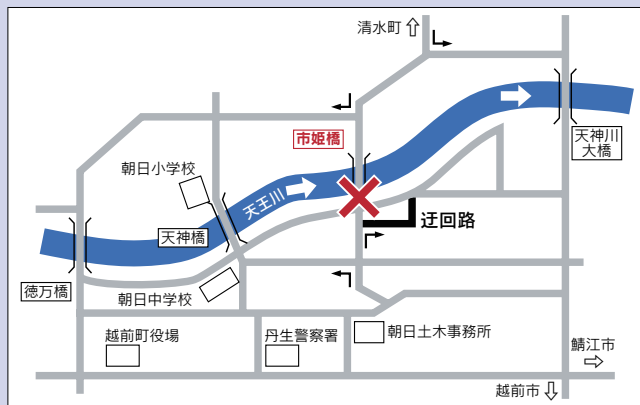 清水町
市姫橋
天神川
大橋
朝日小学校
天王川
天神橋
迂回路
徳万橋
朝日中学校
越前町役場
丹生警察署
朝日土木事務所
鯖江市
越前市